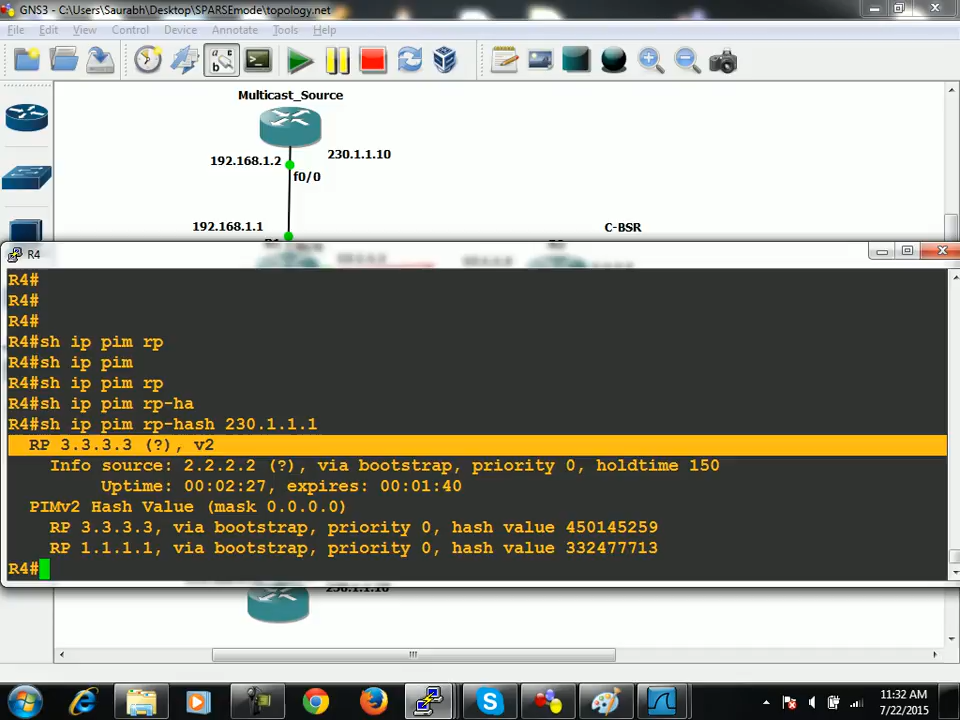 GNS3 - C:\Users\Saurabh\Desktop\SPARSEmode\topology.net
File Edit View Control Device Annotate Tools Help
Multicast_Source
192.168.1.2
230.1.1.10
f0/0
192.168.1.1
C-BSR
R4
R4#
R4#
R4#
R4#sh ip pim rp
R4#sh ip pim
R4#sh ip pim rp
R4#sh ip pim rp-ha
R4#sh ip pim rp-hash 230.1.1.1
RP 3.3.3.3 (?), v2
Info source: 2.2.2.2 (?), via bootstrap, priority 0, holdtime 150
Uptime: 00:02:27, expires: 00:01:40
PIMv2 Hash Value (mask 0.0.0.0)
RP 3.3.3.3, via bootstrap, priority 0, hash value 450145259
RP 1.1.1.1, via bootstrap, priority 0, hash value 332477713
R4#
230.1.1.10
11:32 AM
7/22/2015